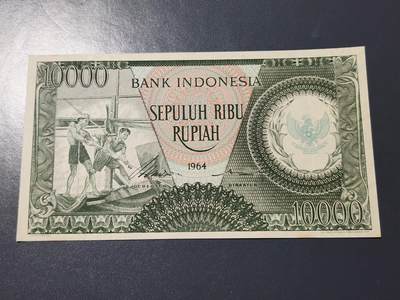 10000
BANK INDONESIA
SEPULUH RIBU
RUPIAH
1964
10000